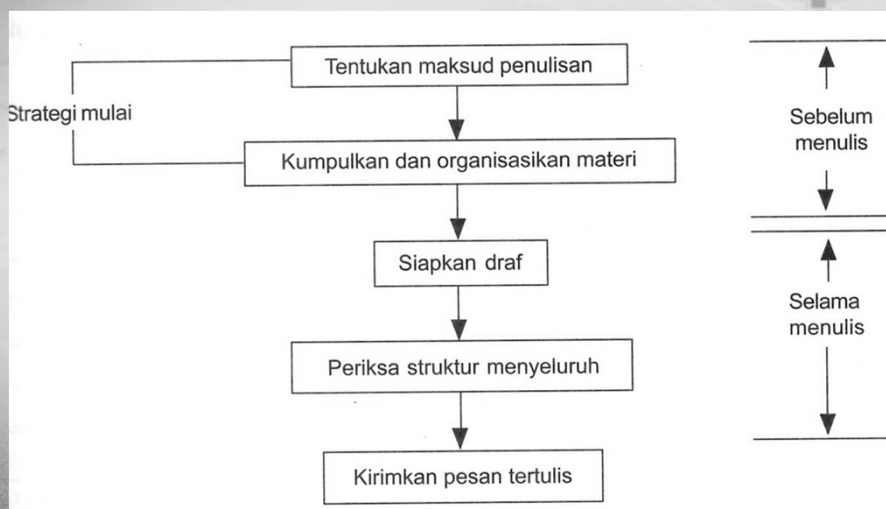 Tentukan maksud penulisan
Strategi mulai
Kumpulkan dan organisasikan materi
Sebelum
menulis
Siapkan draf
Periksa struktur menyeluruh
Selama
menulis
Kirimkan pesan tertulis